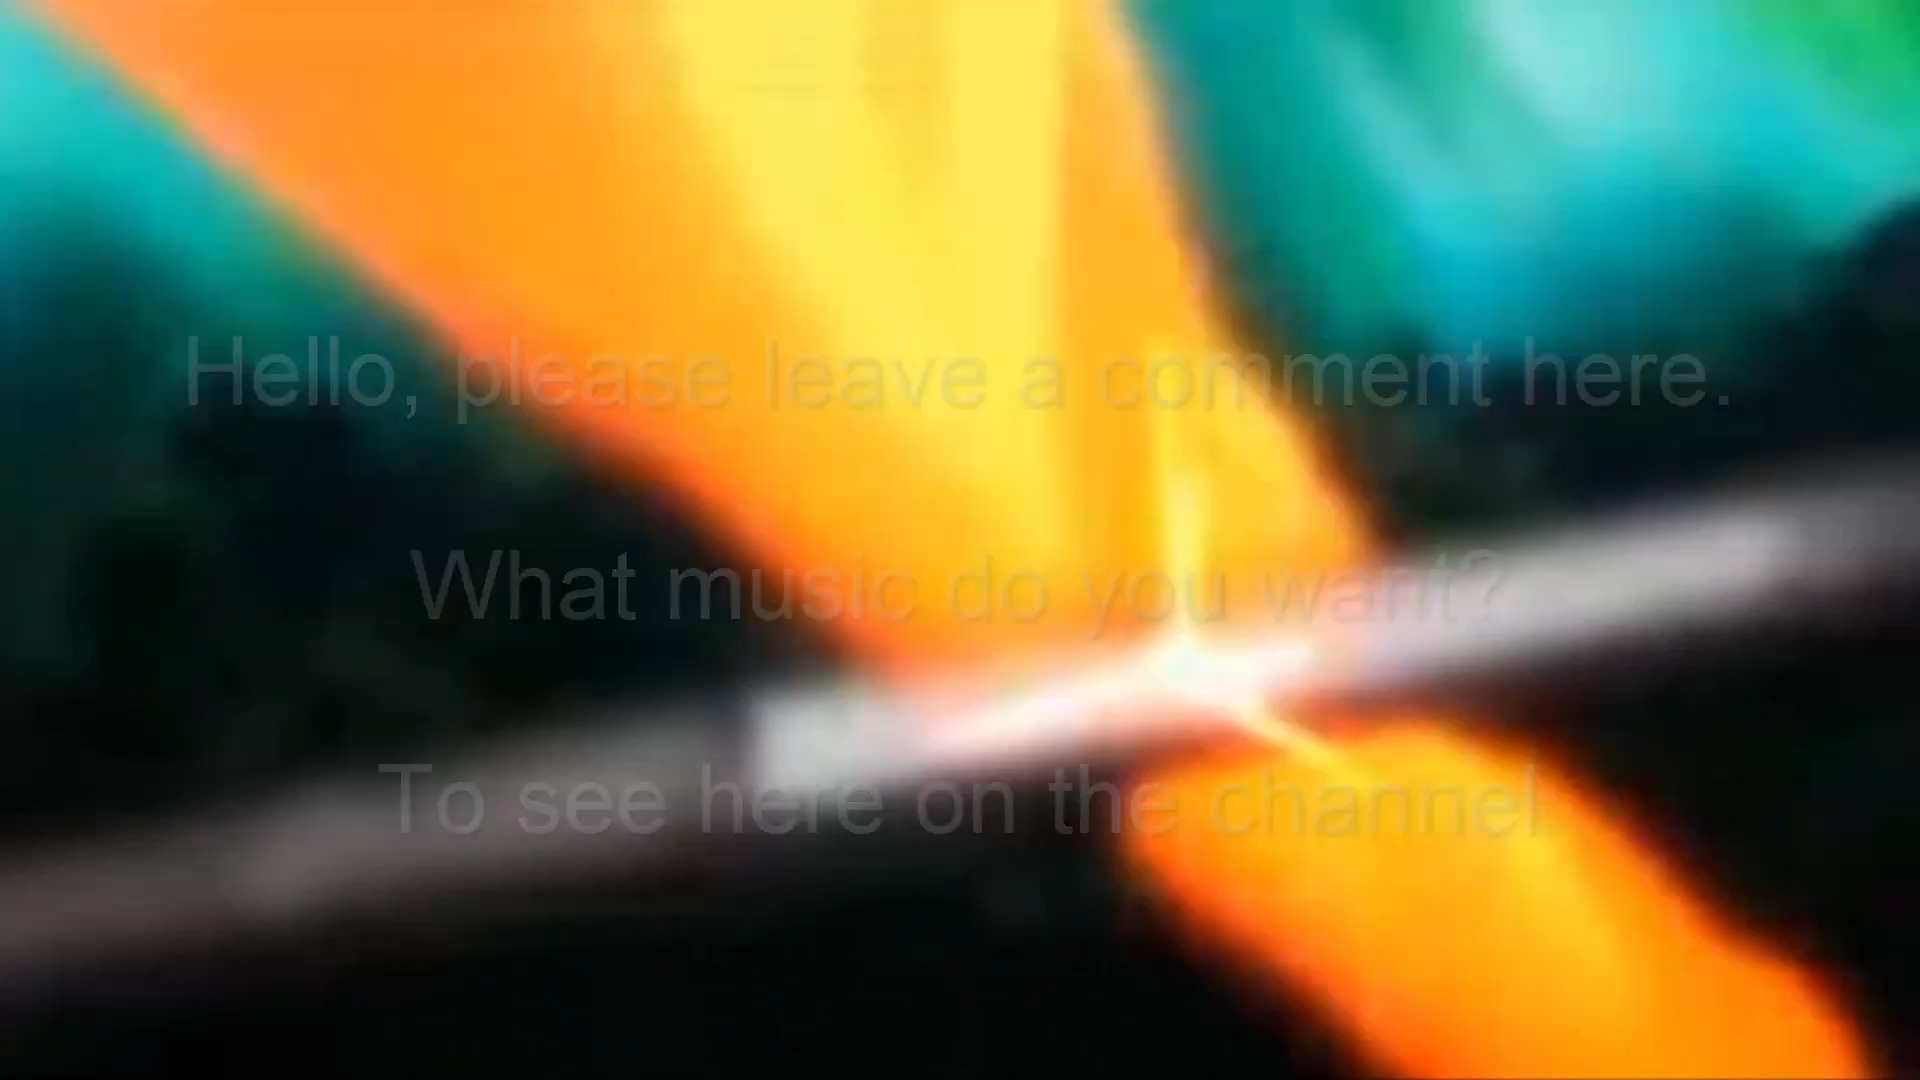 Hello, please leave a comment here.
What music do you want?
To see here on the channel